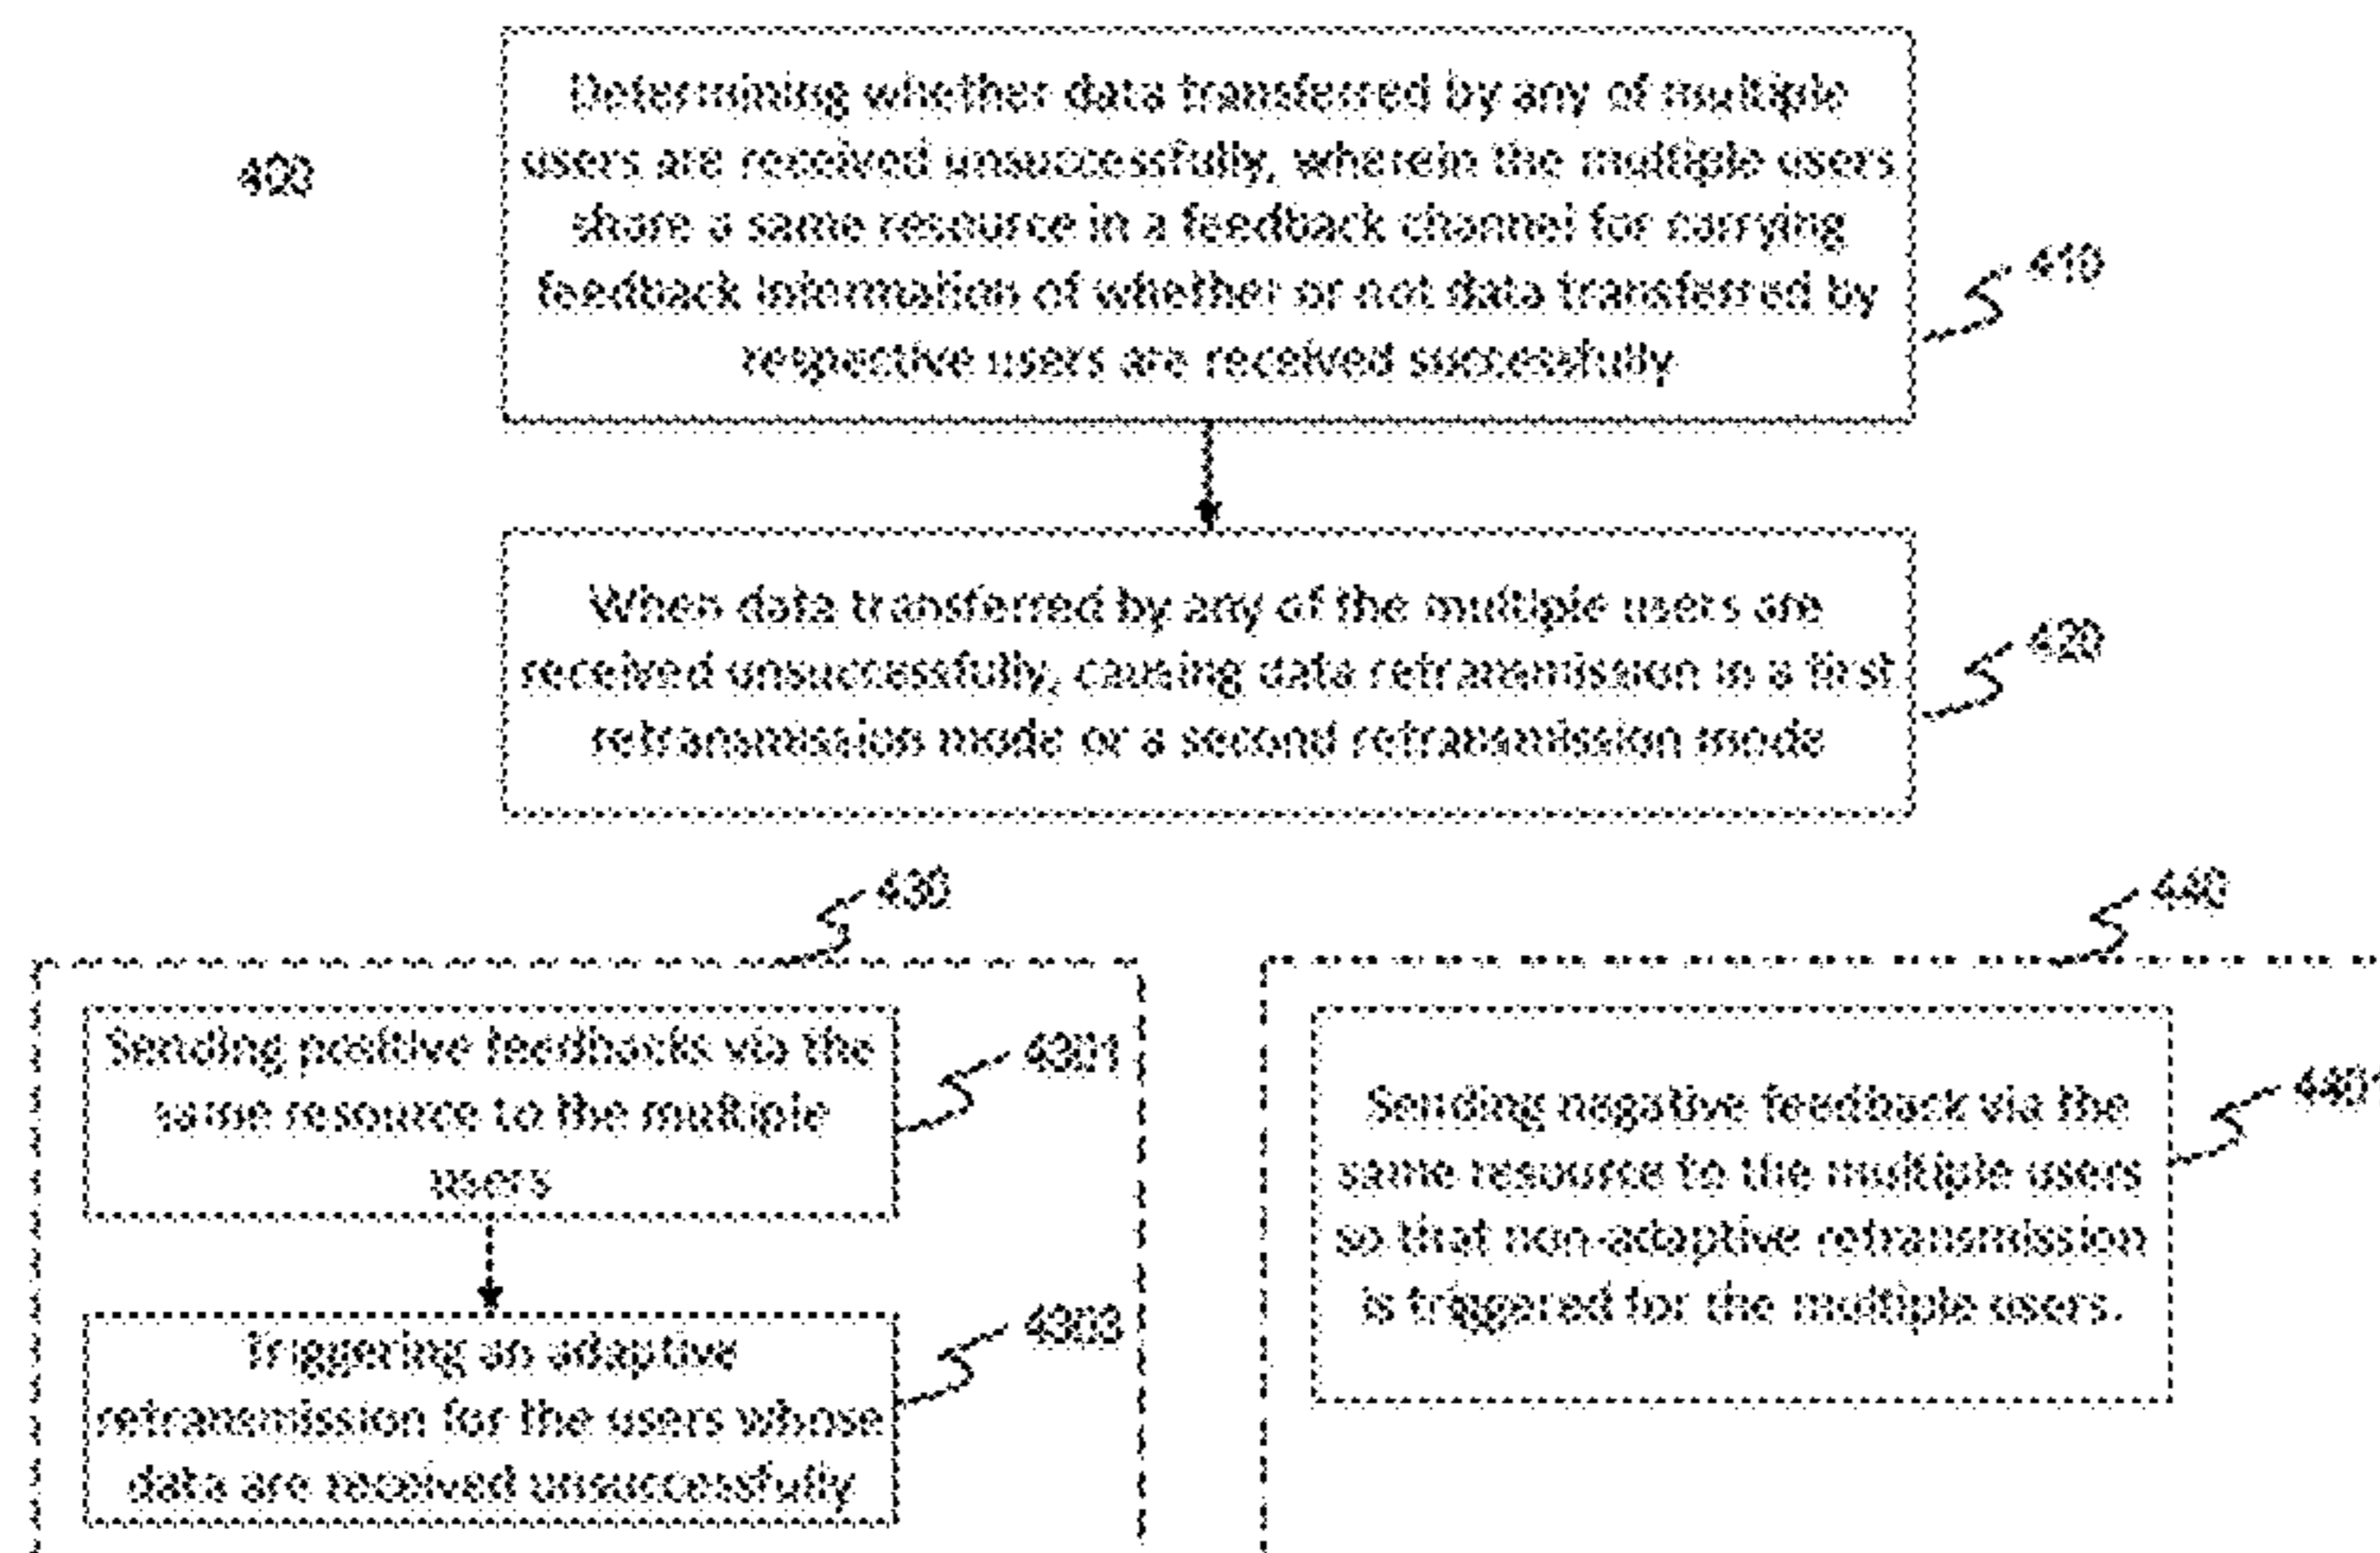 Determining whether data transferred by any of multiple
users are received unsuccessfully, wherein the multiple users
share a same resource in a feedback channel for carrying
feedback information of whether or not data transferred by
respective users are received successfully
400
410
When data transferred by any of the multiple users are
received unsuccessfully, causing data retransmission in a first
retransmission mode or a second retransmission mode
420
430
440
Sending positive feedbacks via the
same resource to the multiple
users
4301
Triggering an adaptive
retransmission for the users whose
data are received unsuccessfully
4303
Sending negative feedback via the
same resource to the multiple users
so that non-adaptive retransmission
is triggered for the multiple users.
4401